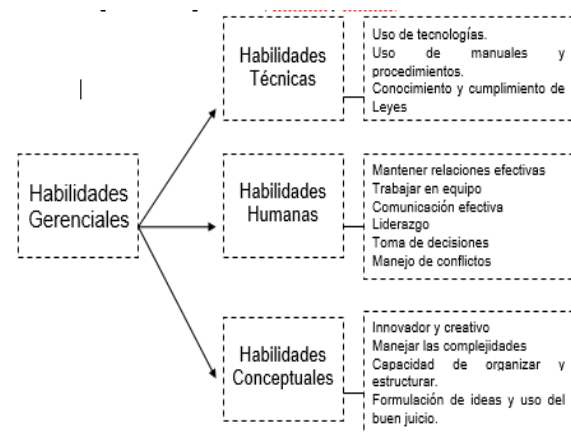 Habilidades
Gerenciales
Habilidades
Técnicas
Uso de tecnologías.
Uso de manuales y
procedimientos.
Conocimiento y cumplimiento de
Leyes
Habilidades
Humanas
Mantener relaciones efectivas
Trabajar en equipo
Comunicación efectiva
Liderazgo
Toma de decisiones
Manejo de conflictos
Habilidades
Conceptuales
Innovador y creativo
Manejar las complejidades
Capacidad de organizar y
estructurar.
Formulación de ideas y uso del
buen juicio.